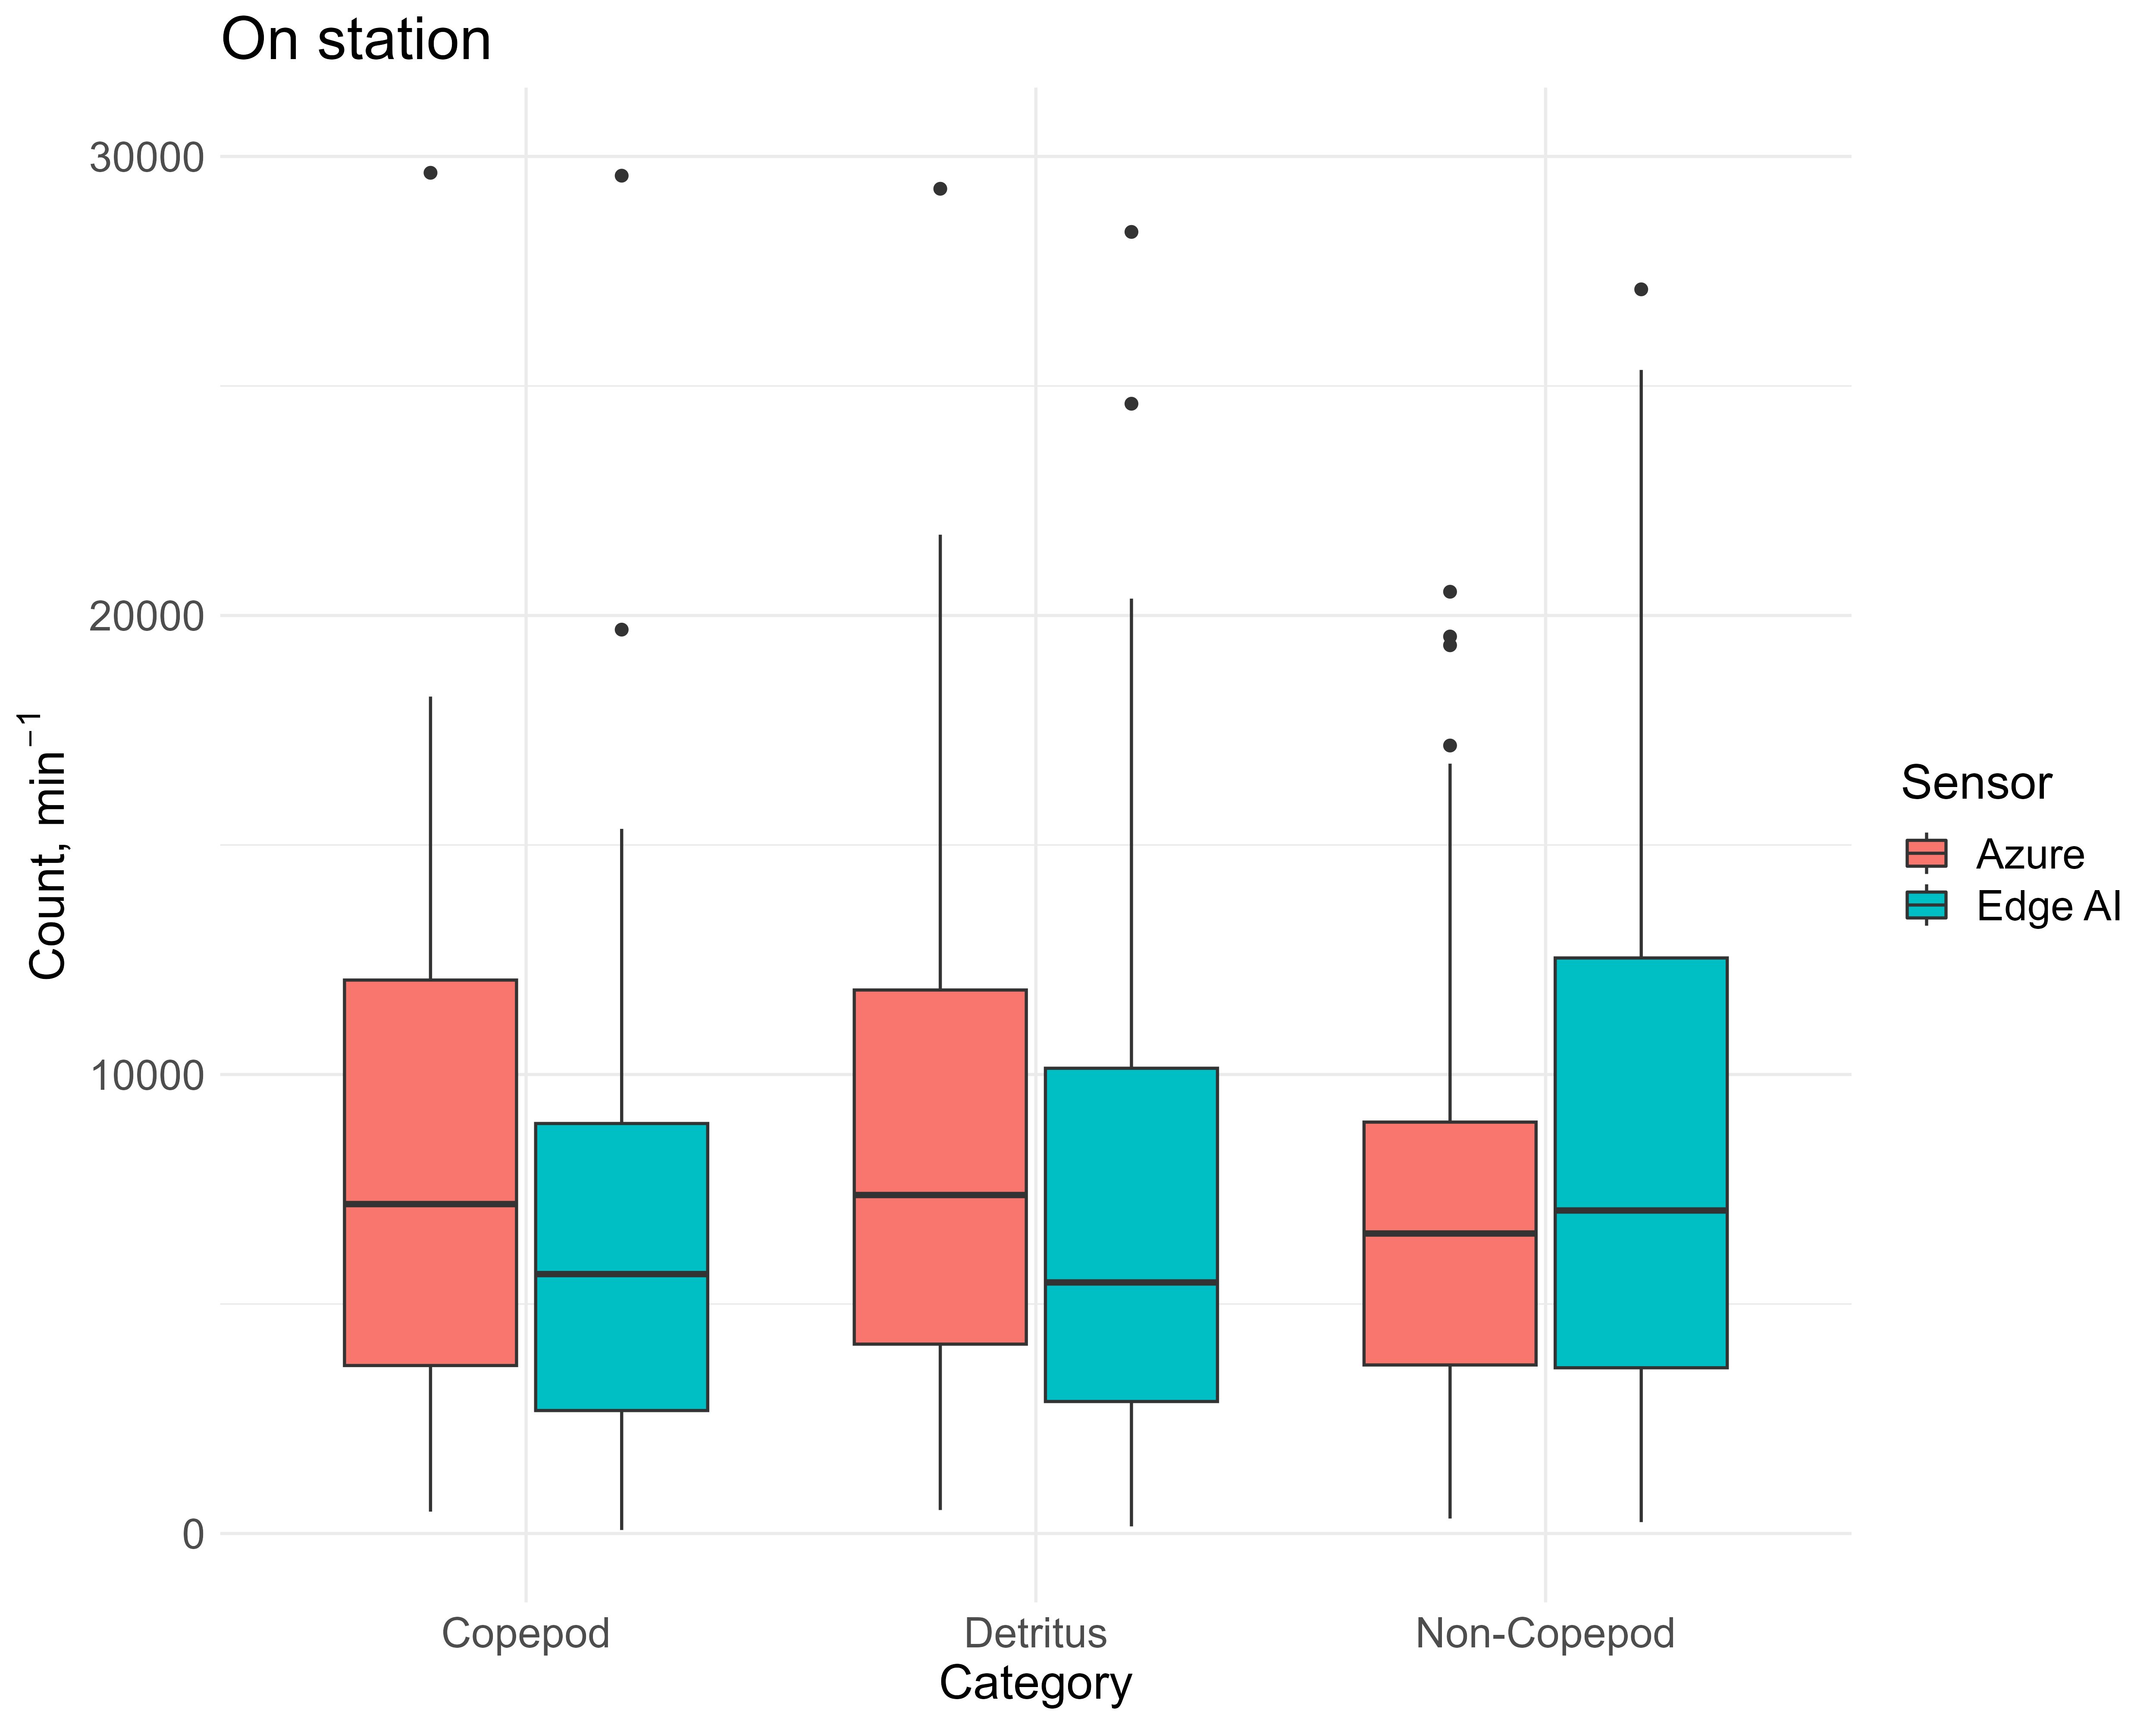 On station
30000
20000
10000
0
Count, min⁻¹
Copepod
Detritus
Non-Copepod
Category
Sensor
Azure
Edge AI